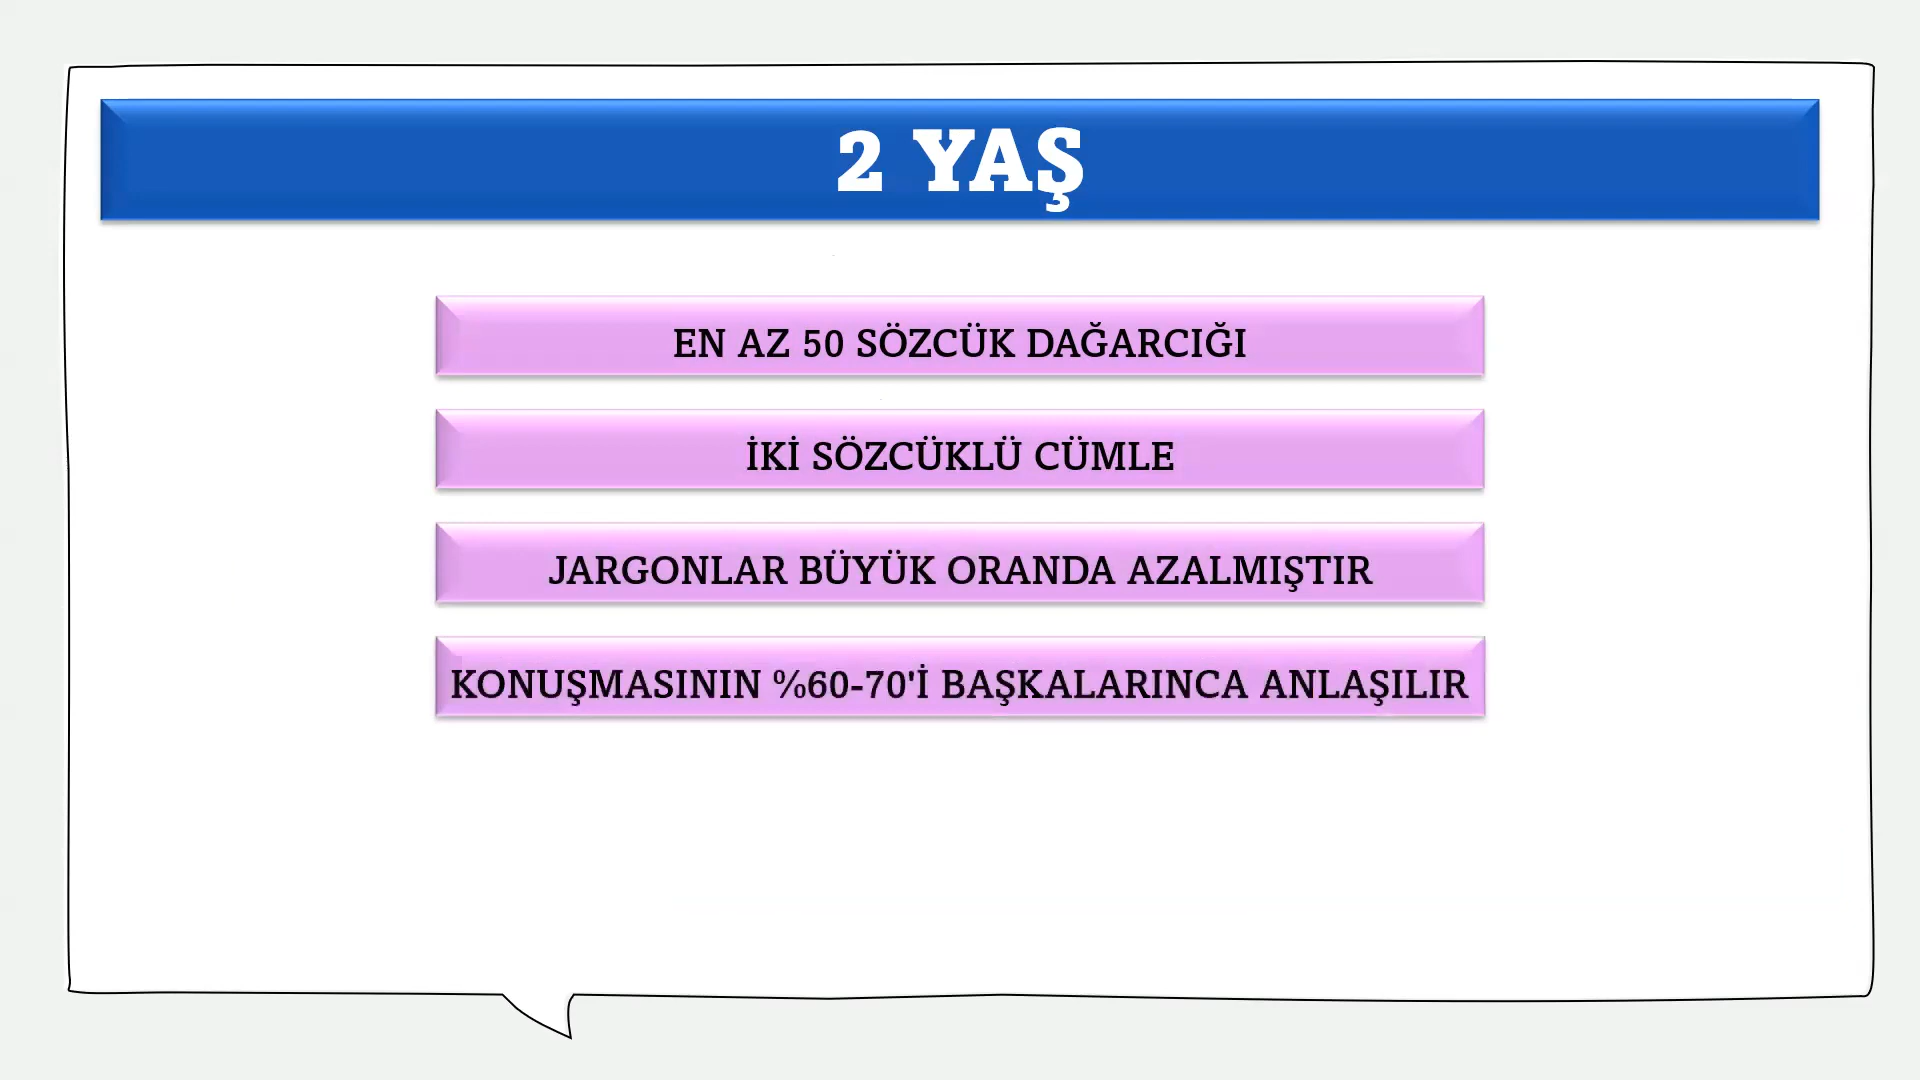 2 YAŞ
EN AZ 50 SÖZCÜK DAĞARCIĞI
İKİ SÖZCÜKLÜ CÜMLE
JARGONLAR BÜYÜK ORANDA AZALMIŞTIR
KONUŞMASININ %60-70'İ BAŞKALARINCA ANLAŞILIR